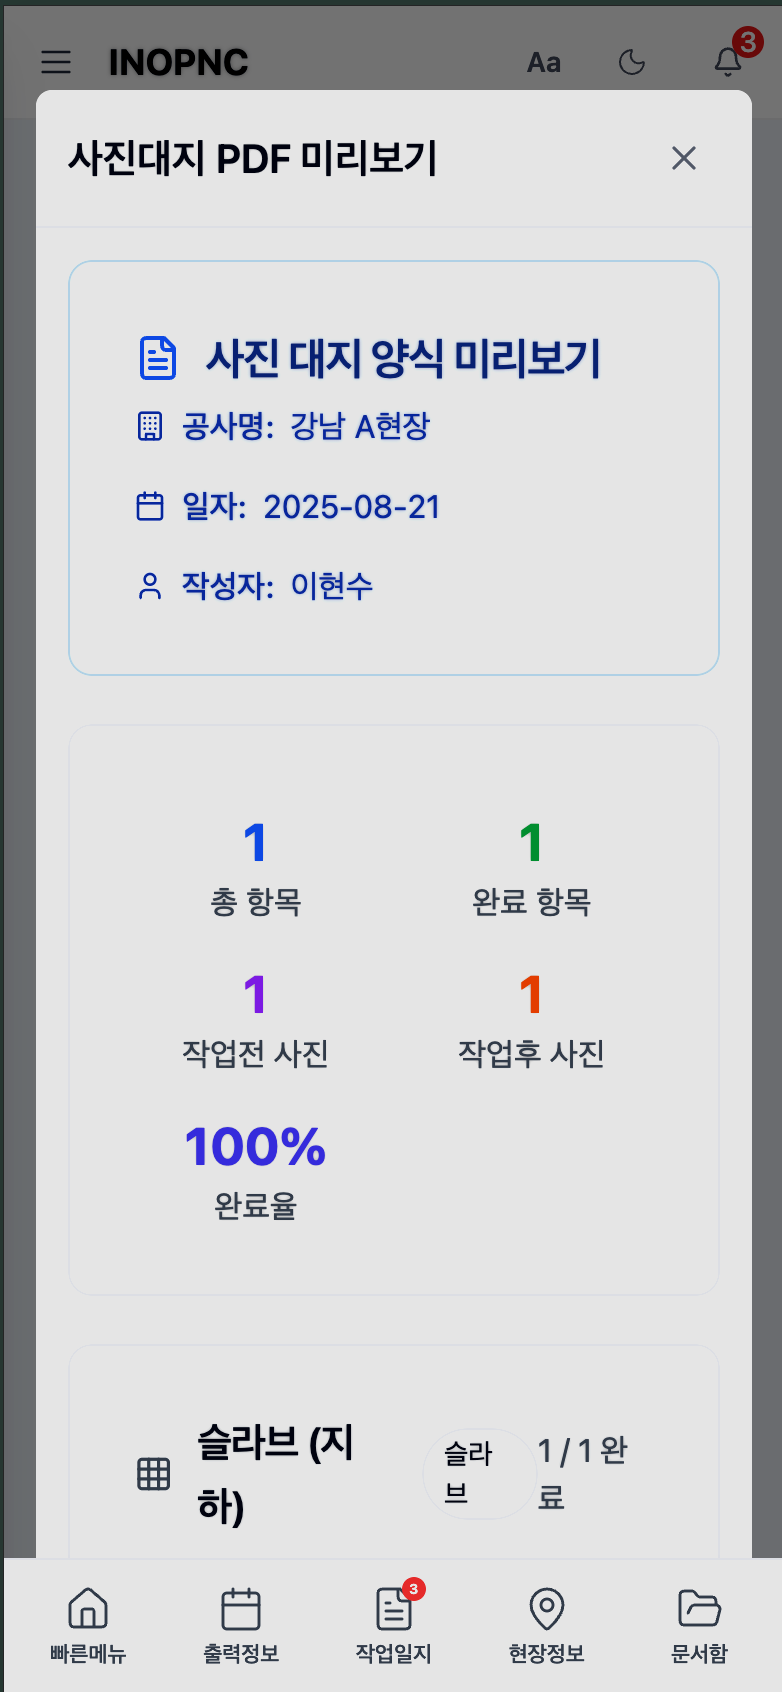 INOPNC
Aa
3
사진대지 PDF 미리보기
사진 대지 양식 미리보기
공사명: 강남 A현장
일자: 2025-08-21
작성자: 이현수
1
총 항목
1
완료 항목
1
작업전 사진
1
작업후 사진
100%
완료율
슬라브 (지
하)
슬라
브
1 / 1 완
료
빠른메뉴
출력정보
3
작업일지
현장정보
문서함